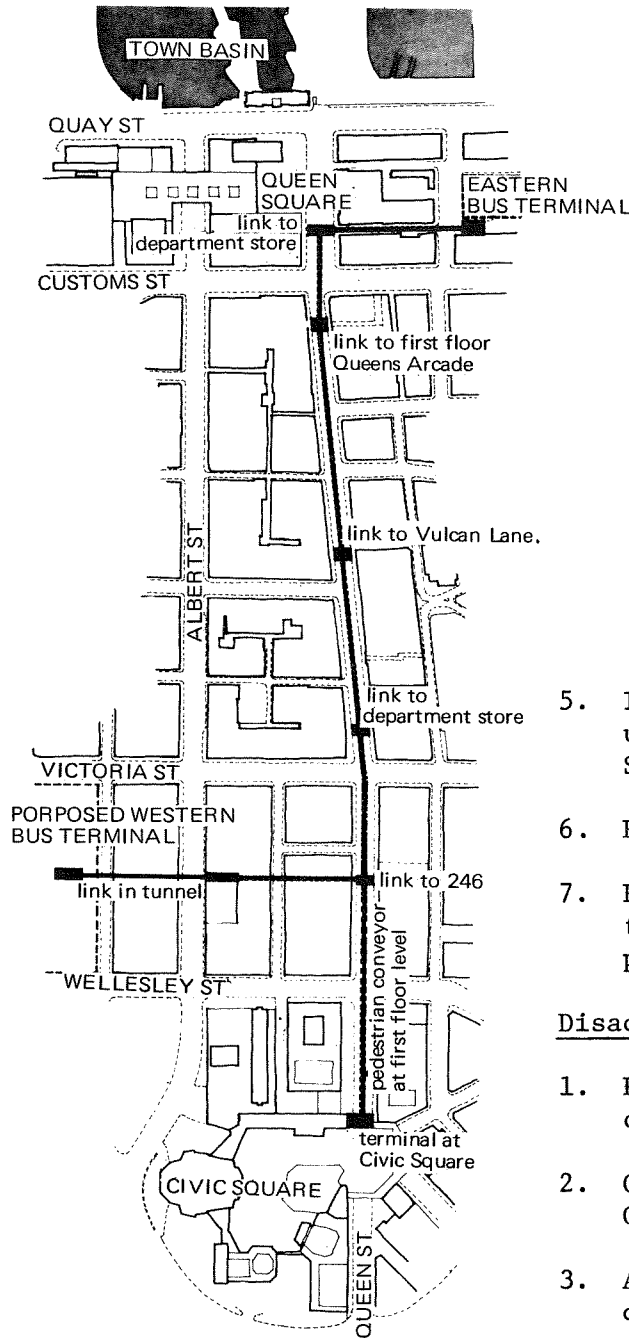 TOWN BASIN
QUAY ST
QUEEN
SQUARE
EASTERN
BUS TERMINAL
link to
department store
CUSTOMS ST
link to first floor
Queens Arcade
link to Vulcan Lane.
ALBERT ST
link to
department store
VICTORIA ST
PORPOSED WESTERN
BUS TERMINAL
link in tunnel
link to 246
pedestrian conveyor
at first floor level
WELLESLEY ST
terminal at
Civic Square
CIVIC SQUARE
QUEEN ST
5.
6.
7.
1.
2.
3.